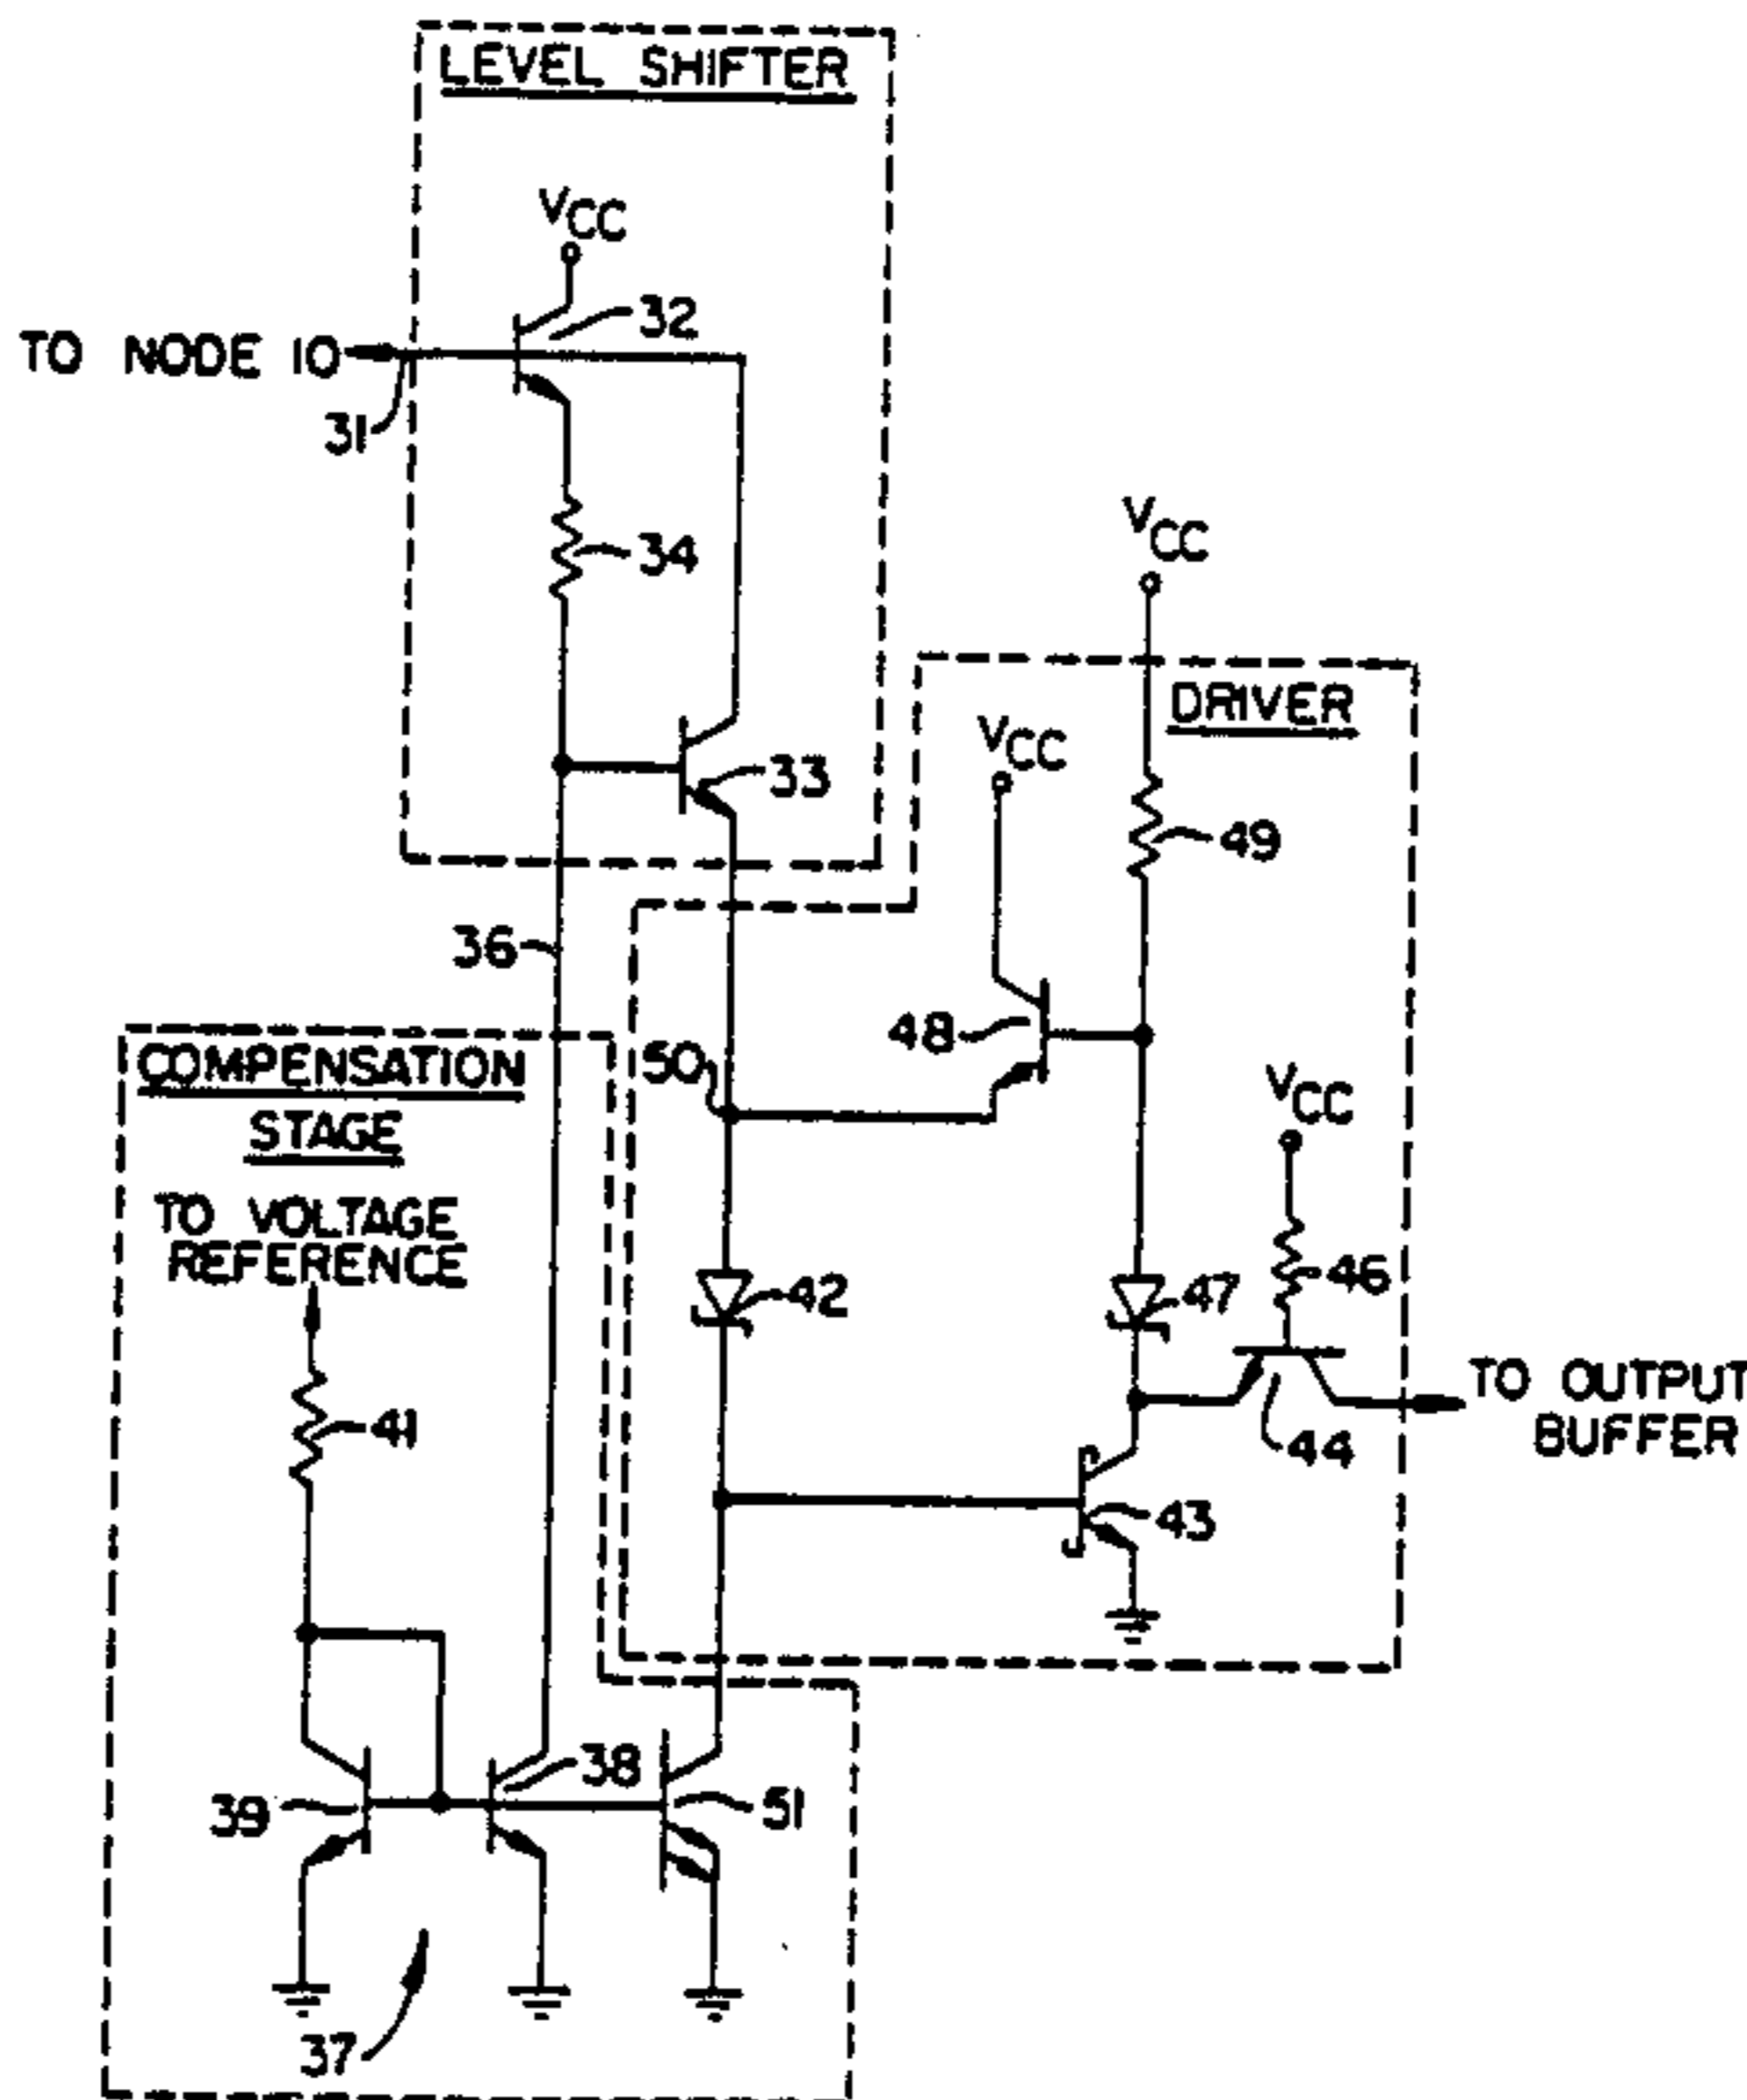 LEVEL SHIFTER
VCC
32
TO NODE 10
31
34
VCC
DRIVER
VCC
33
49
36
48
50
COMPENSATION
STAGE
VCC
TO VOLTAGE
REFERENCE
42
47
46
TO OUTPUT
BUFFER
41
44
43
38
39
51
37